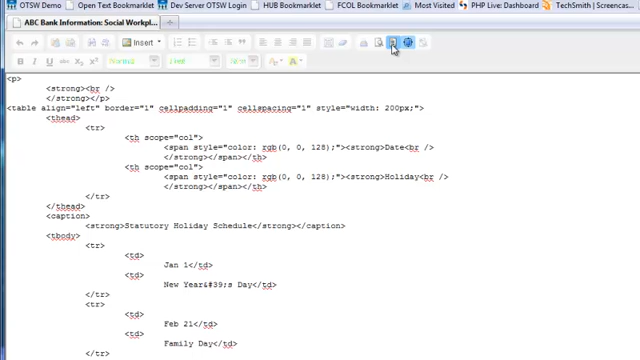 OTSW Demo Open Text Bookmarklet Dev Server OTSW Login HUB Bookmarklet FCOL Bookmarklet Most Visited PHP Live: Dashboard TechSmith | Screencas...
ABC Bank Information: Social Workpl...
Insert
B I U
Normal
<p>
<strong><br />
</strong></p>
<table align="left" border="1" cellpadding="1" cellspacing="1" style="width: 200px;">
<thead>
<tr>
<th scope="col">
<span style="color: rgb(0, 0, 128);"><strong>Date<br />
</strong></span></th>
<th scope="col">
<span style="color: rgb(0, 0, 128);"><strong>Holiday<br />
</strong></span></th>
</tr>
</thead>
<caption>
<strong>Statutory Holiday Schedule</strong></caption>
<tbody>
<tr>
<td>
Jan 1</td>
<td>
New Year&#39;s Day</td>
</tr>
<tr>
<td>
Feb 21</td>
<td>
Family Day</td>
</tr>